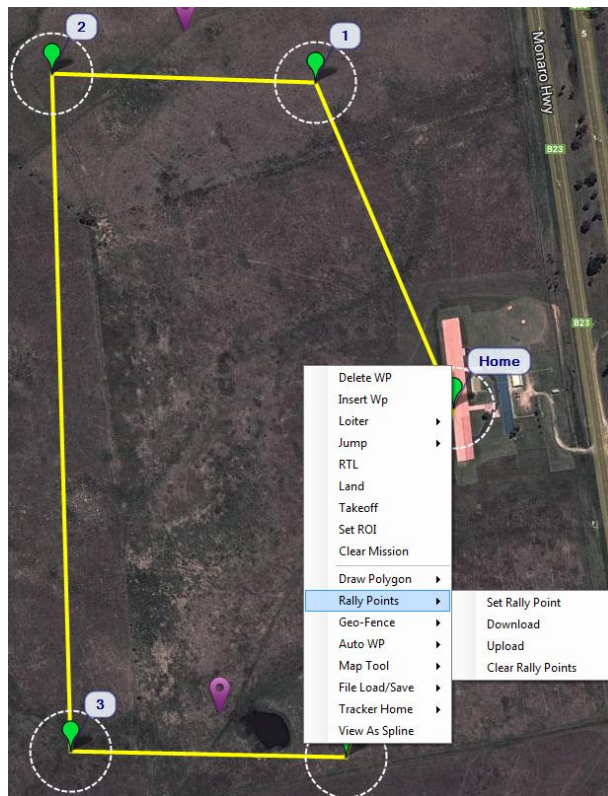 2
1
Monaro Hwy
5
B23
B23
Home
Delete WP
Insert Wp
Loiter
Jump
RTL
Land
Takeoff
Set ROI
Clear Mission
Draw Polygon
Rally Points
Set Rally Point
Geo-Fence
Download
Auto WP
Upload
Map Tool
Clear Rally Points
File Load/Save
Tracker Home
View As Spline
3